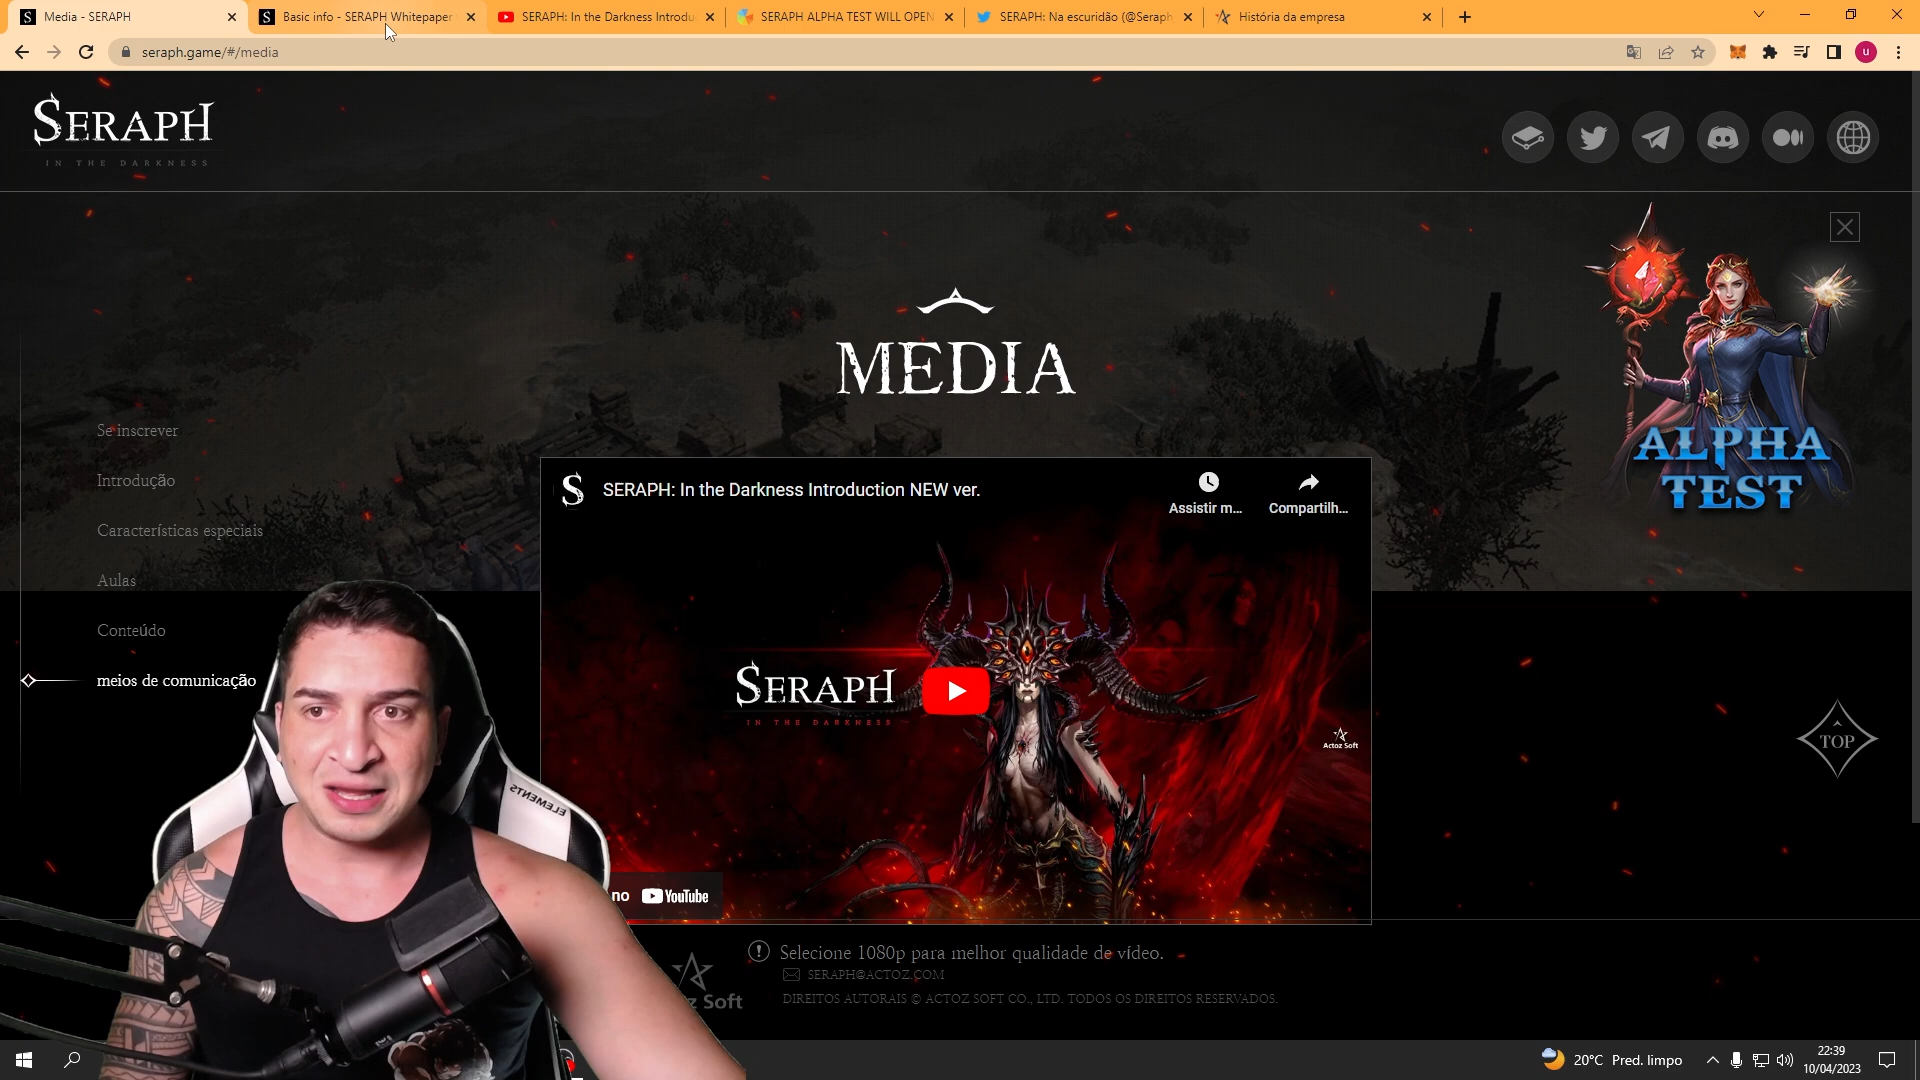 Media - SERAPH
Basic info - SERAPH Whitepaper
SERAPH: In the Darkness Introdu
SERAPH ALPHA TEST WILL OPEN
SERAPH: Na escuridão (@Seraph
História da empresa
seraph.game/#/media
u
SERAPH
IN THE DARKNESS
MEDIA
ALPHA
TEST
Se inscrever
Introdução
Características especiais
Aulas
Conteúdo
meios de comunicação
SERAPH: In the Darkness Introduction NEW ver.
Assistir m...
Compartilh...
SERAPH
IN THE DARKNESS
Actoz Soft
no YouTube
TOP
ELEMENTS
Selecione 1080p para melhor qualidade de vídeo.
SERAPH@ACTOZ.COM
z Soft
DIREITOS AUTORAIS © ACTOZ SOFT CO., LTD. TODOS OS DIREITOS RESERVADOS.
20°C Pred. limpo
22:39
10/04/2023